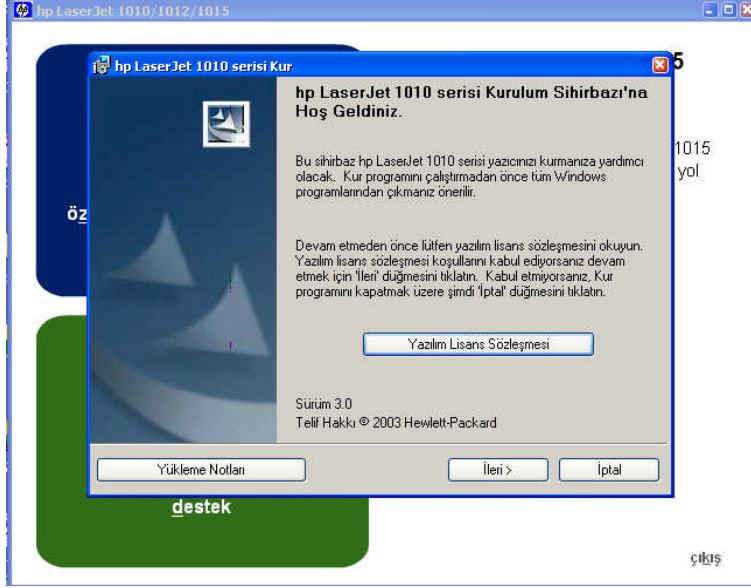 hp LaserJet 1010/1012/1015
hp LaserJet 1010 serisi Kur
5
hp LaserJet 1010 serisi Kurulum Sihirbazı'na
Hoş Geldiniz.
1015
yol
Bu sihirbaz hp LaserJet 1010 serisi yazıcınızı kurmanıza yardımcı
olacak. Kur programını çalıştırmadan önce tüm Windows
programlarından çıkmanız önerilir.
öz
Devam etmeden önce lütfen yazılım lisans sözleşmesini okuyun.
Yazılım lisans sözleşmesi koşullarını kabul ediyorsanız devam
etmek için 'İleri' düğmesini tıklatın. Kabul etmiyorsanız, Kur
programını kapatmak üzere şimdi 'İptal' düğmesini tıklatın.
Yazılım Lisans Sözleşmesi
Sürüm 3.0
Telif Hakkı © 2003 Hewlett-Packard
Yükleme Notları
İleri >
İptal
destek
çıkış